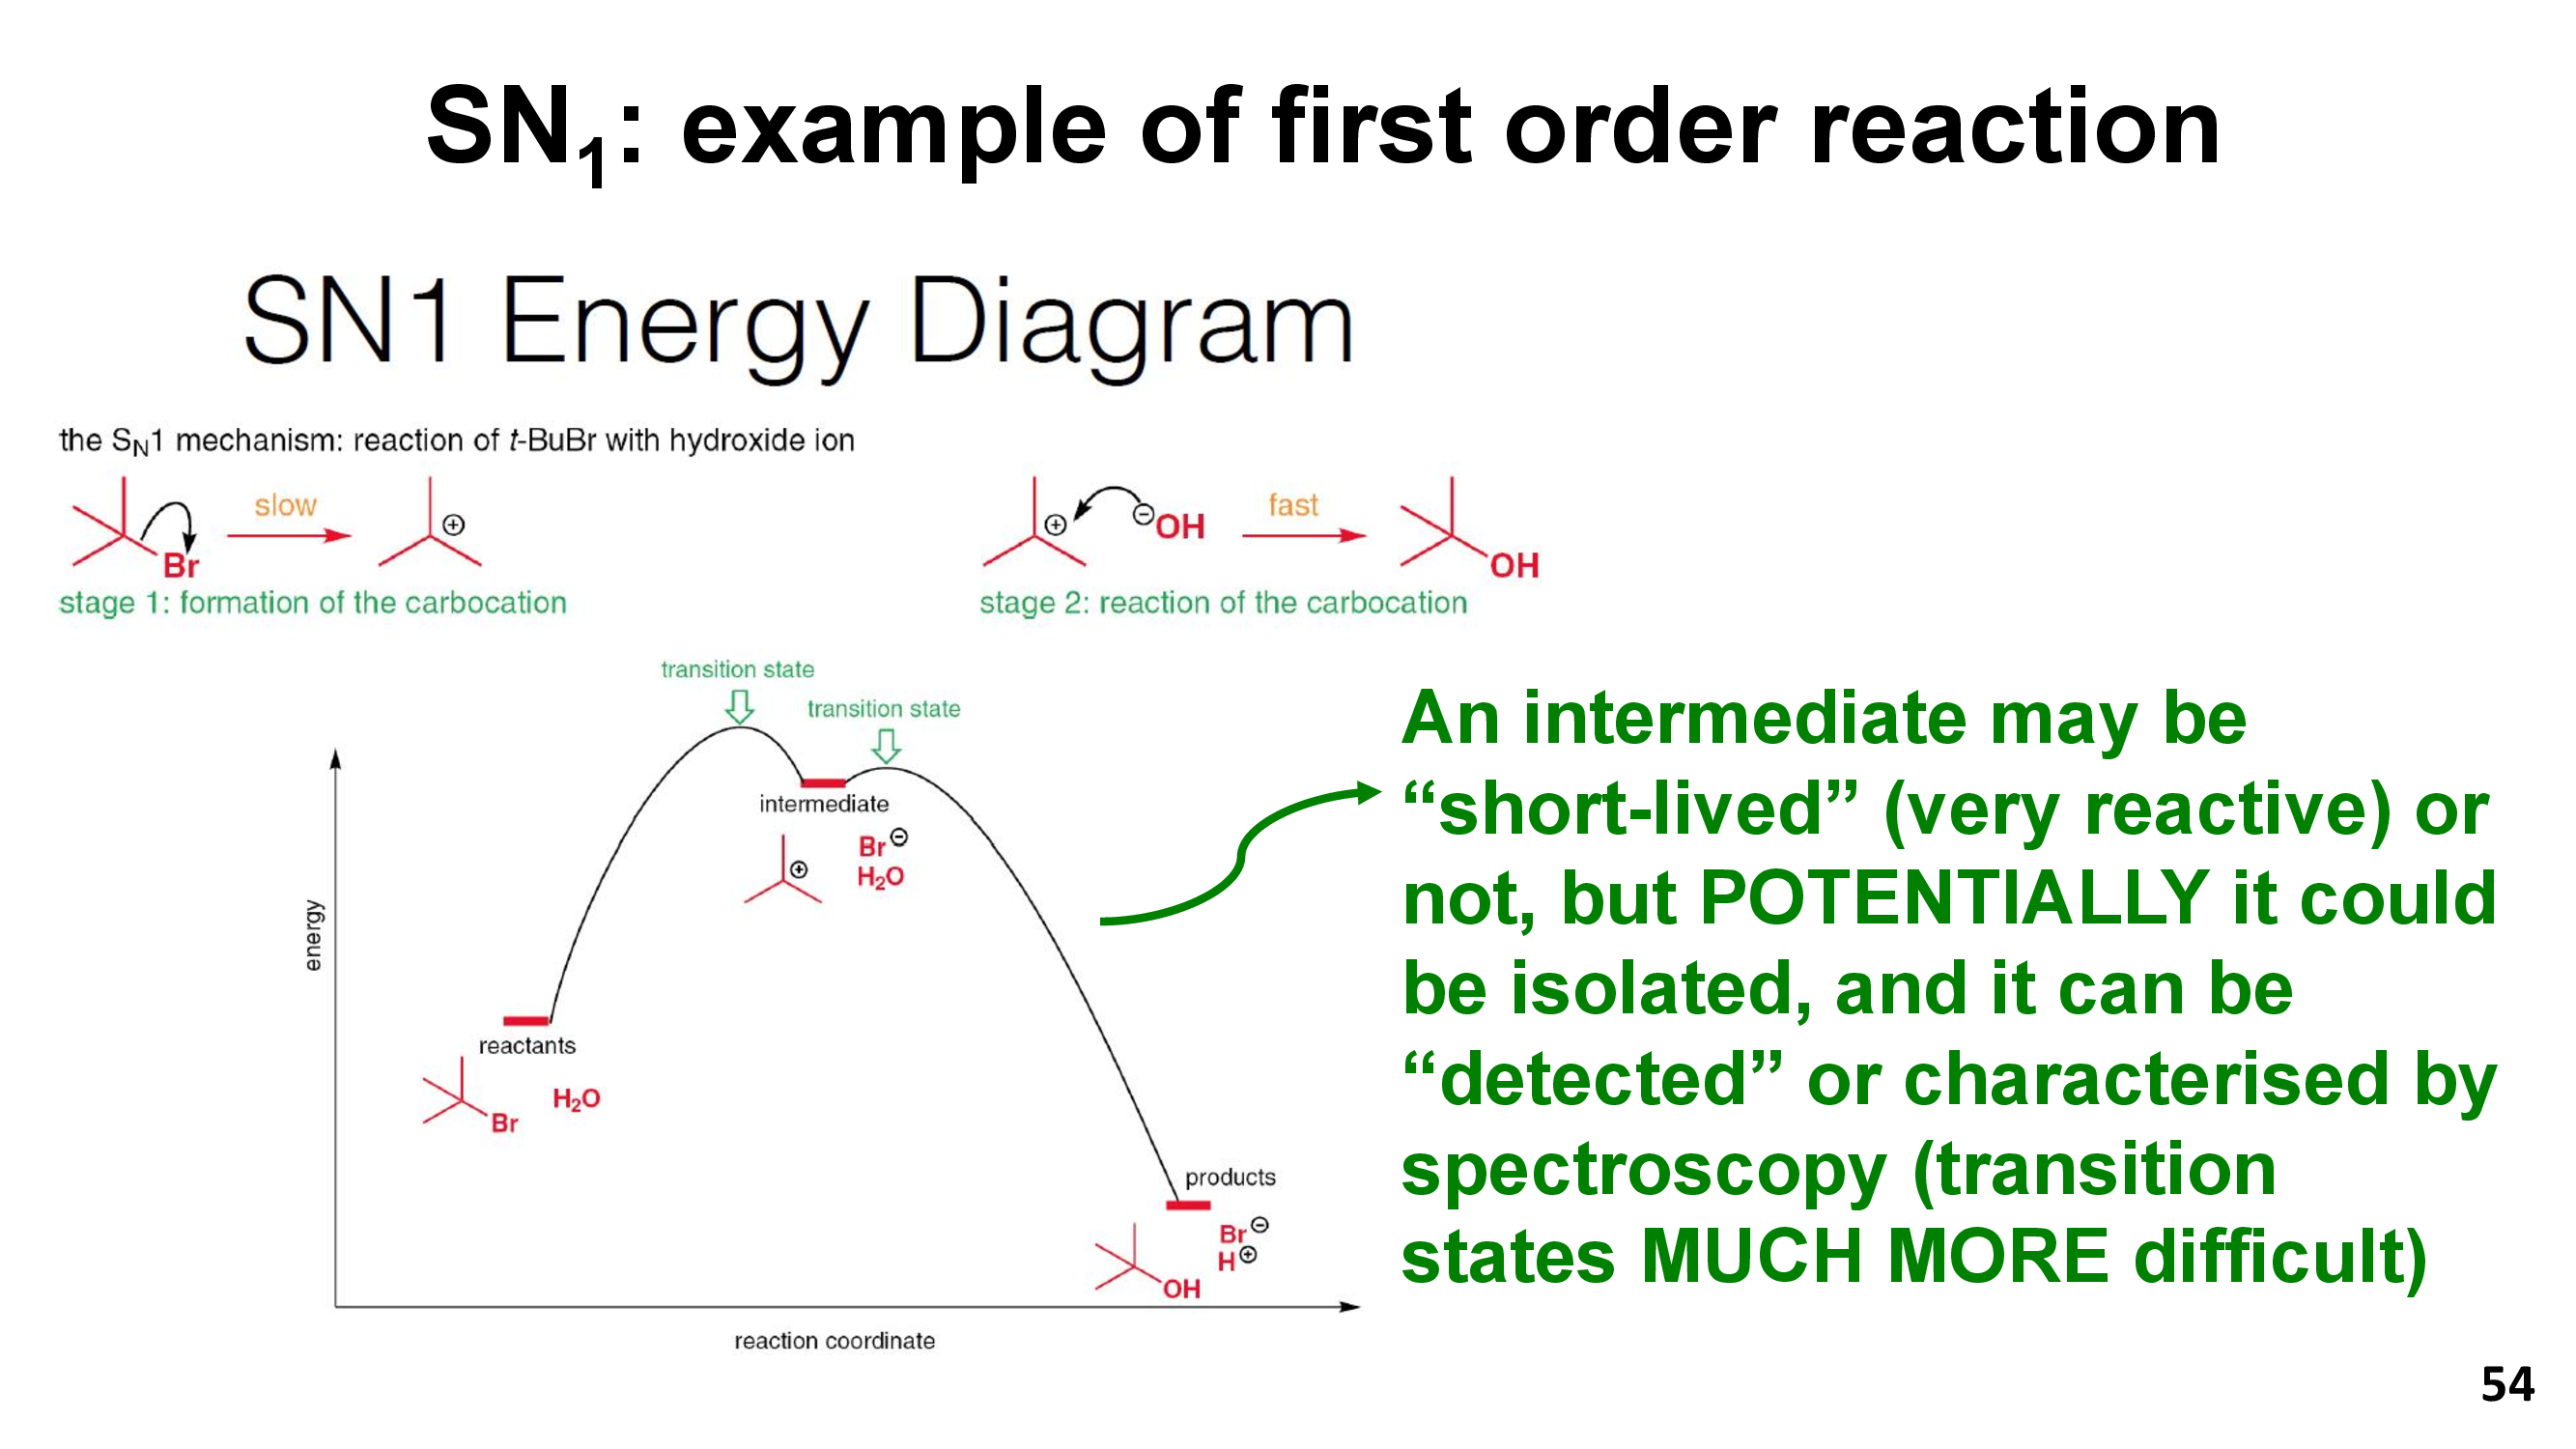 SN₁: example of first order reaction
SN1 Energy Diagram
the SN1 mechanism: reaction of t-BuBr with hydroxide ion
slow
⊕
Br
stage 1: formation of the carbocation
⊕
⊖OH
fast
OH
stage 2: reaction of the carbocation
transition state
transition state
intermediate
Br⊖
⊕
H₂O
energy
reactants
H₂O
Br
products
Br⊖
H⊕
OH
reaction coordinate
An intermediate may be
“short-lived” (very reactive) or
not, but POTENTIALLY it could
be isolated, and it can be
“detected” or characterised by
spectroscopy (transition
states MUCH MORE difficult)
54